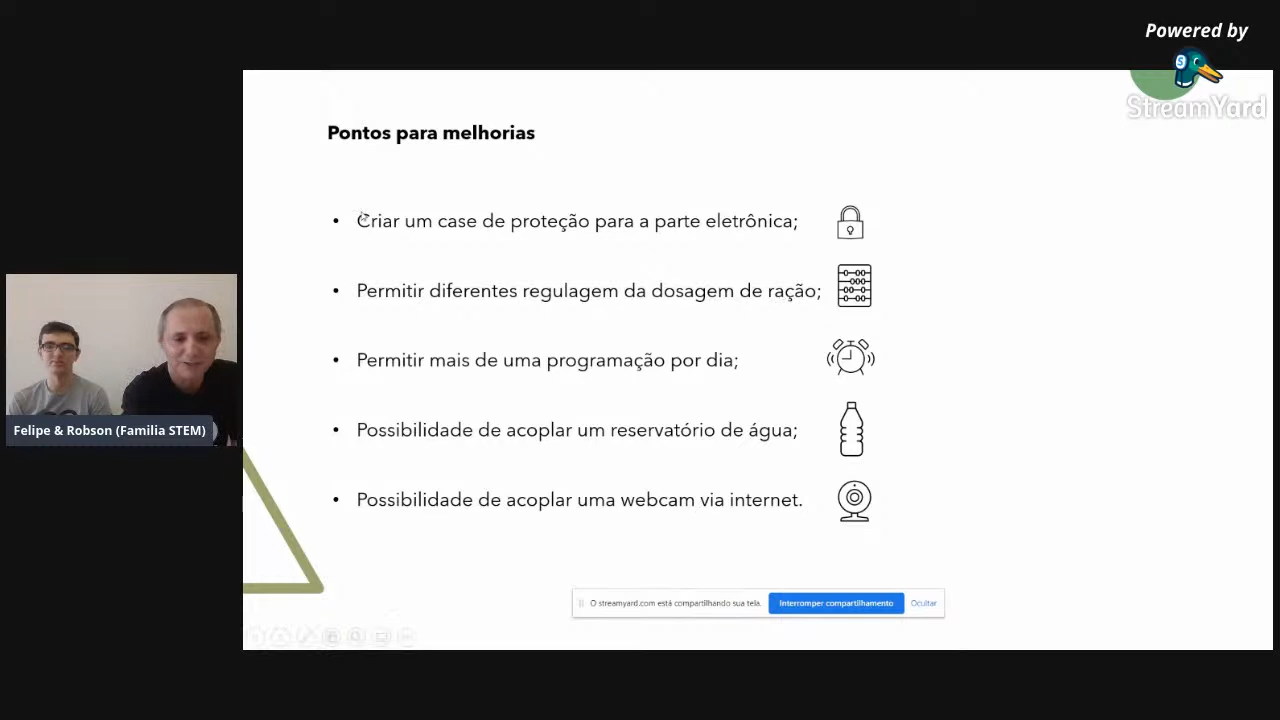 Powered by
StreamYard
Pontos para melhorias
• Criar um case de proteção para a parte eletrônica;
• Permitir diferentes regulagem da dosagem de ração;
• Permitir mais de uma programação por dia;
• Possibilidade de acoplar um reservatório de água;
• Possibilidade de acoplar uma webcam via internet.
Felipe & Robson (Familia STEM)
O streamyard.com está compartilhando sua tela. Interromper compartilhamento Ocultar